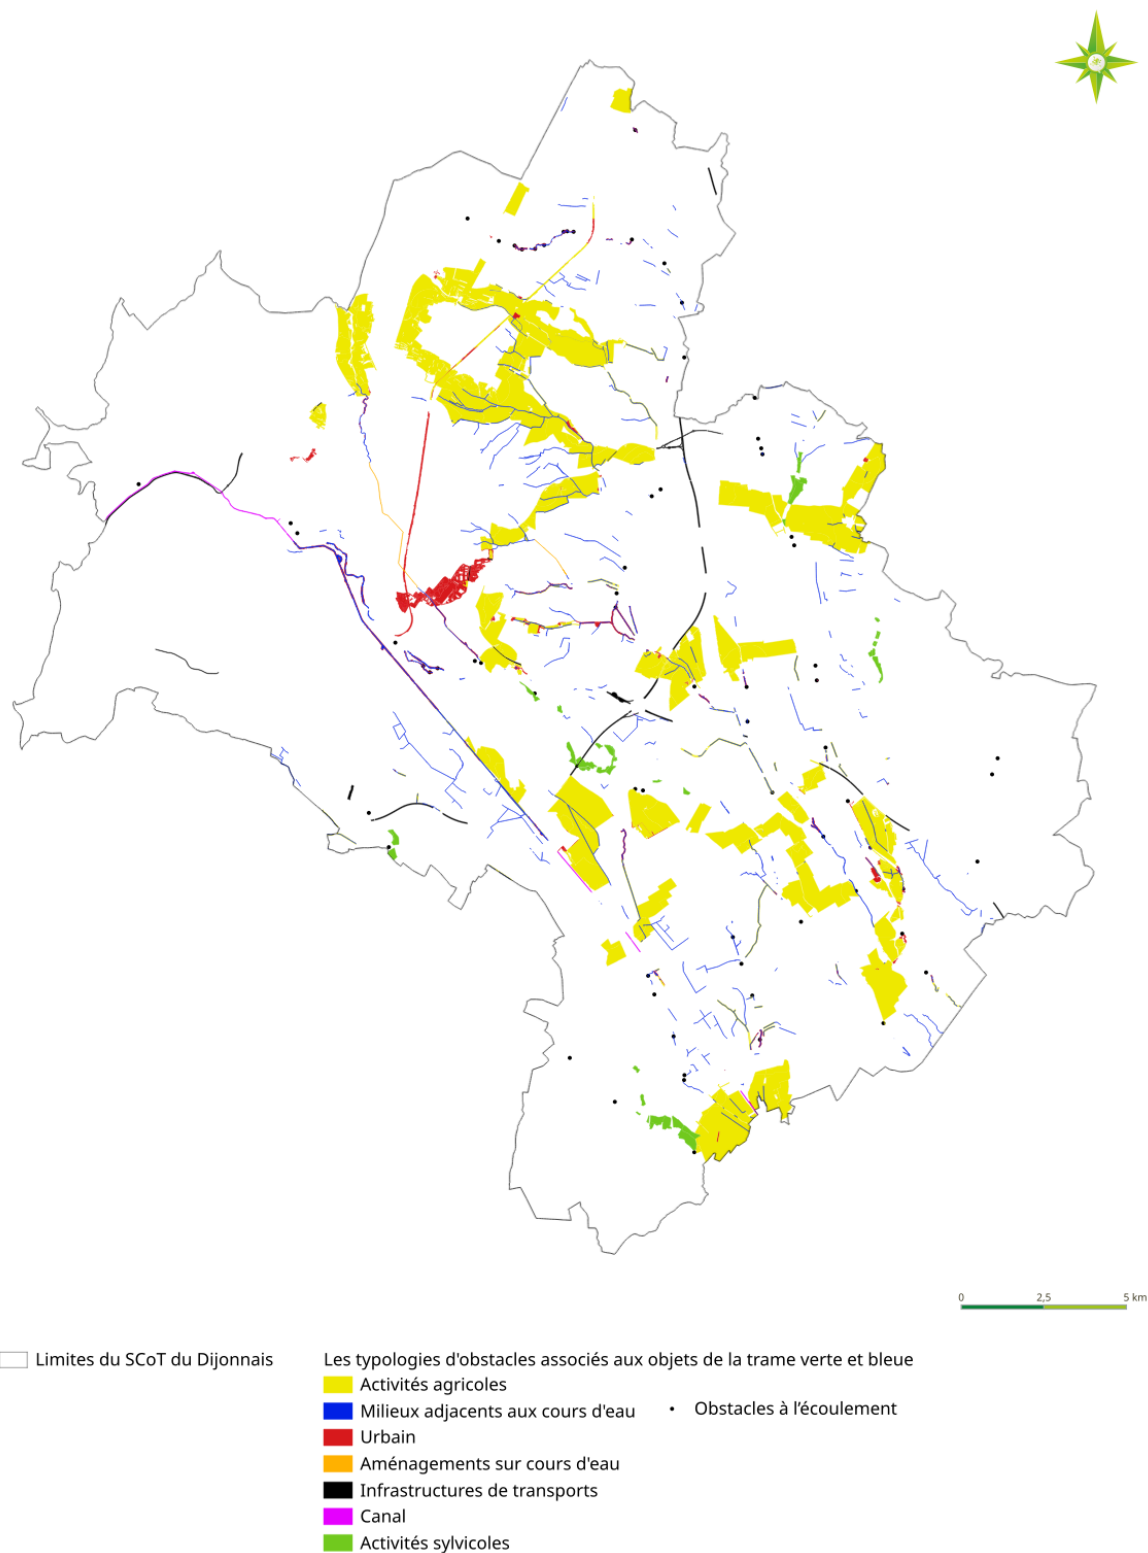 0 2,5 5 km
Limites du SCoT du Dijonnais
Les typologies d'obstacles associés aux objets de la trame verte et bleue
Activités agricoles
Milieux adjacents aux cours d'eau
Obstacles à l’écoulement
Urbain
Aménagements sur cours d'eau
Infrastructures de transports
Canal
Activités sylvicoles